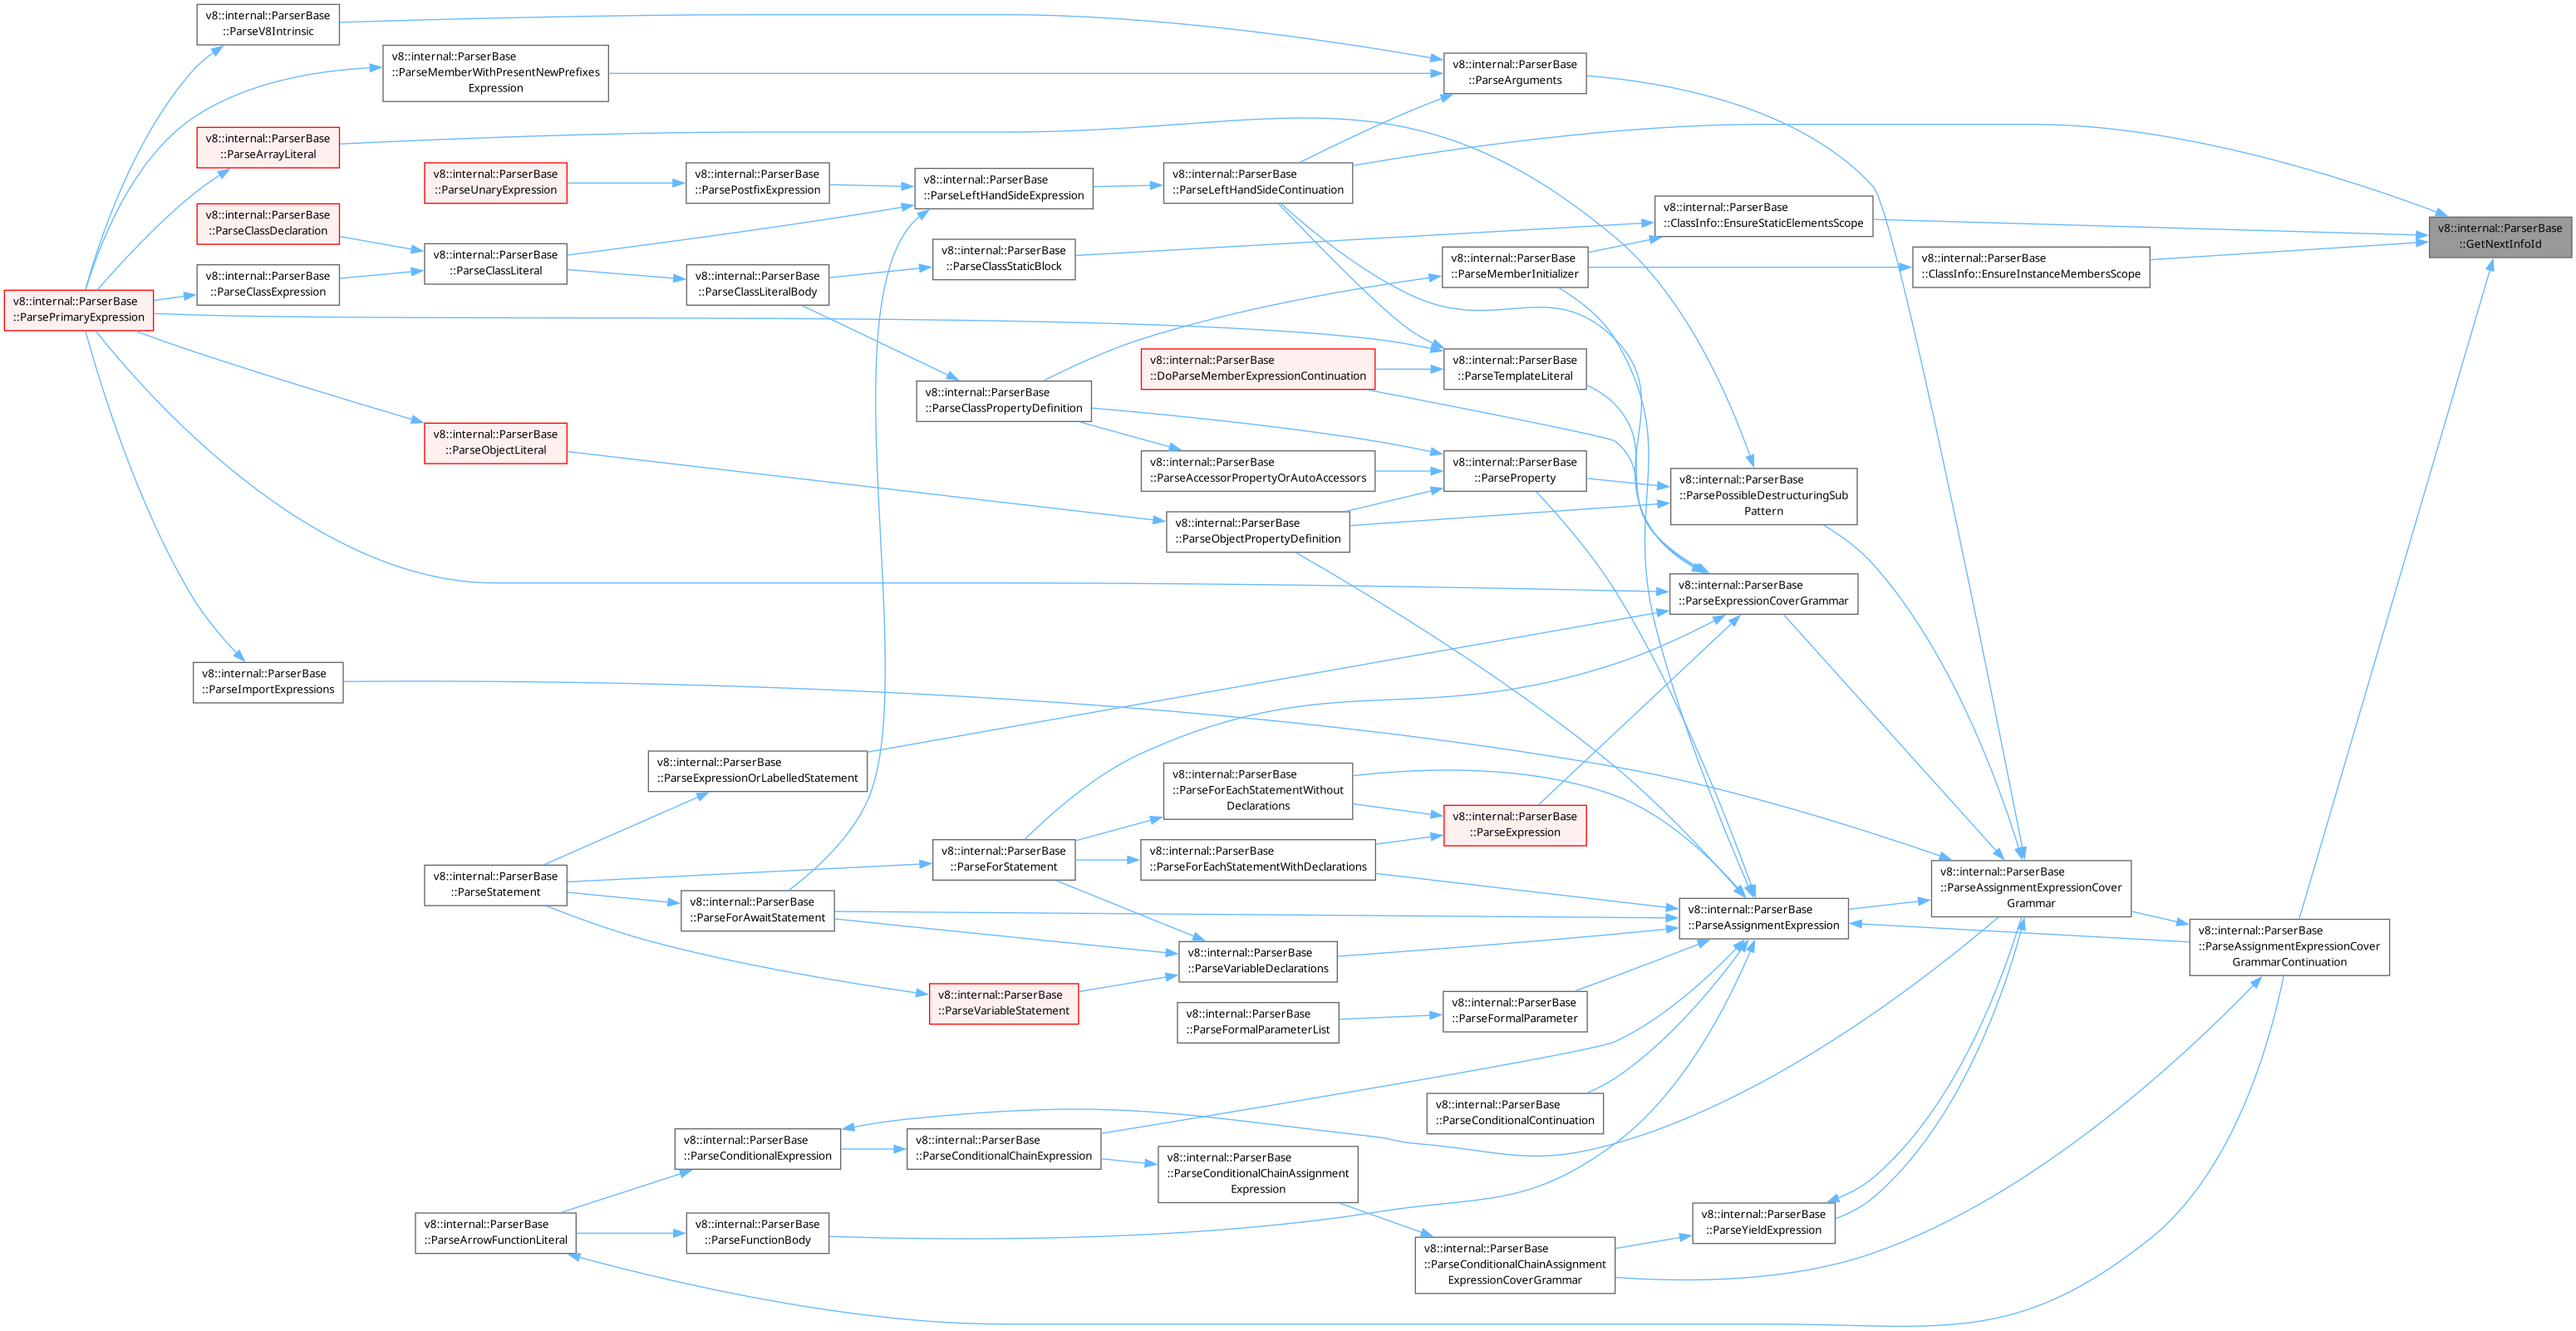 v8::internal::ParserBase
::ParseV8Intrinsic
v8::internal::ParserBase
::ParseMemberWithPresentNewPrefixes
Expression
v8::internal::ParserBase
::ParseArguments
v8::internal::ParserBase
::ParseArrayLiteral
v8::internal::ParserBase
::ParseUnaryExpression
v8::internal::ParserBase
::ParsePostfixExpression
v8::internal::ParserBase
::ParseLeftHandSideExpression
v8::internal::ParserBase
::ParseLeftHandSideContinuation
v8::internal::ParserBase
::ClassInfo::EnsureStaticElementsScope
v8::internal::ParserBase
::GetNextInfoId
v8::internal::ParserBase
::ParseClassDeclaration
v8::internal::ParserBase
::ParseClassLiteral
v8::internal::ParserBase
::ParseClassStaticBlock
v8::internal::ParserBase
::ParseMemberInitializer
v8::internal::ParserBase
::ClassInfo::EnsureInstanceMembersScope
v8::internal::ParserBase
::ParseClassExpression
v8::internal::ParserBase
::ParseClassLiteralBody
v8::internal::ParserBase
::ParsePrimaryExpression
v8::internal::ParserBase
::DoParseMemberExpressionContinuation
v8::internal::ParserBase
::ParseTemplateLiteral
v8::internal::ParserBase
::ParseClassPropertyDefinition
v8::internal::ParserBase
::ParseObjectLiteral
v8::internal::ParserBase
::ParseAccessorPropertyOrAutoAccessors
v8::internal::ParserBase
::ParseProperty
v8::internal::ParserBase
::ParsePossibleDestructuringSub
Pattern
v8::internal::ParserBase
::ParseObjectPropertyDefinition
v8::internal::ParserBase
::ParseExpressionCoverGrammar
v8::internal::ParserBase
::ParseImportExpressions
v8::internal::ParserBase
::ParseExpressionOrLabelledStatement
v8::internal::ParserBase
::ParseForEachStatementWithout
Declarations
v8::internal::ParserBase
::ParseExpression
v8::internal::ParserBase
::ParseForStatement
v8::internal::ParserBase
::ParseForEachStatementWithDeclarations
v8::internal::ParserBase
::ParseStatement
v8::internal::ParserBase
::ParseForAwaitStatement
v8::internal::ParserBase
::ParseAssignmentExpression
v8::internal::ParserBase
::ParseAssignmentExpressionCover
Grammar
v8::internal::ParserBase
::ParseAssignmentExpressionCover
GrammarContinuation
v8::internal::ParserBase
::ParseVariableDeclarations
v8::internal::ParserBase
::ParseVariableStatement
v8::internal::ParserBase
::ParseFormalParameterList
v8::internal::ParserBase
::ParseFormalParameter
v8::internal::ParserBase
::ParseConditionalContinuation
v8::internal::ParserBase
::ParseConditionalExpression
v8::internal::ParserBase
::ParseConditionalChainExpression
v8::internal::ParserBase
::ParseConditionalChainAssignment
Expression
v8::internal::ParserBase
::ParseArrowFunctionLiteral
v8::internal::ParserBase
::ParseFunctionBody
v8::internal::ParserBase
::ParseYieldExpression
v8::internal::ParserBase
::ParseConditionalChainAssignment
ExpressionCoverGrammar